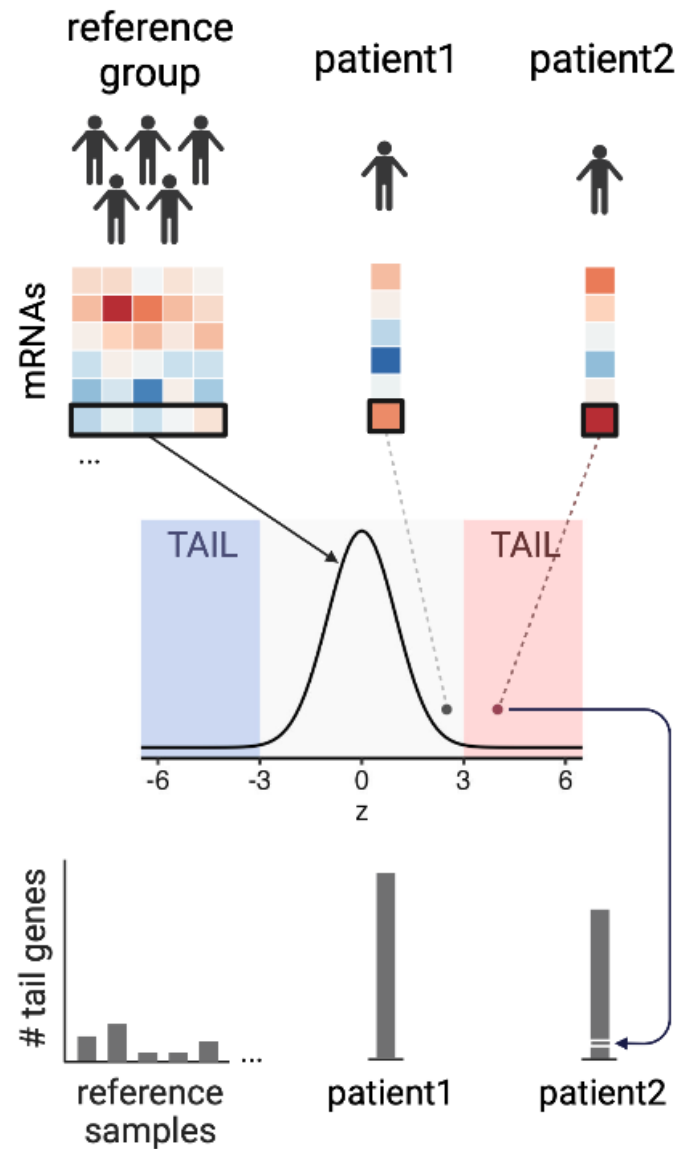 reference
group
patient1
patient2
mRNAs
...
TAIL
TAIL
-6
-3
0
3
6
z
# tail genes
...
reference
samples
patient1
patient2